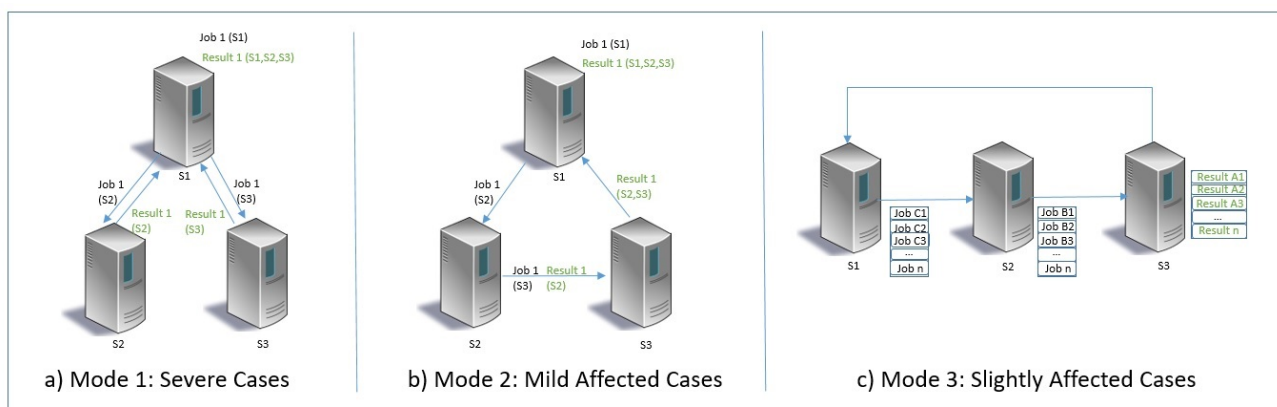 Job 1 (S1)
Result 1 (S1,S2,S3)
S1
Job 1
(S2)
Result 1
(S2)
Result 1
(S3)
Job 1
(S3)
S2
S3
a) Mode 1: Severe Cases
Job 1 (S1)
Result 1 (S1,S2,S3)
S1
Job 1
(S2)
Result 1
(S2,S3)
Job 1
(S3)
Result 1
(S2)
S2
S3
b) Mode 2: Mild Affected Cases
S1
Job C1
Job C2
Job C3
...
Job n
S2
Job B1
Job B2
Job B3
...
Job n
S3
Result A1
Result A2
Result A3
...
Result n
c) Mode 3: Slightly Affected Cases